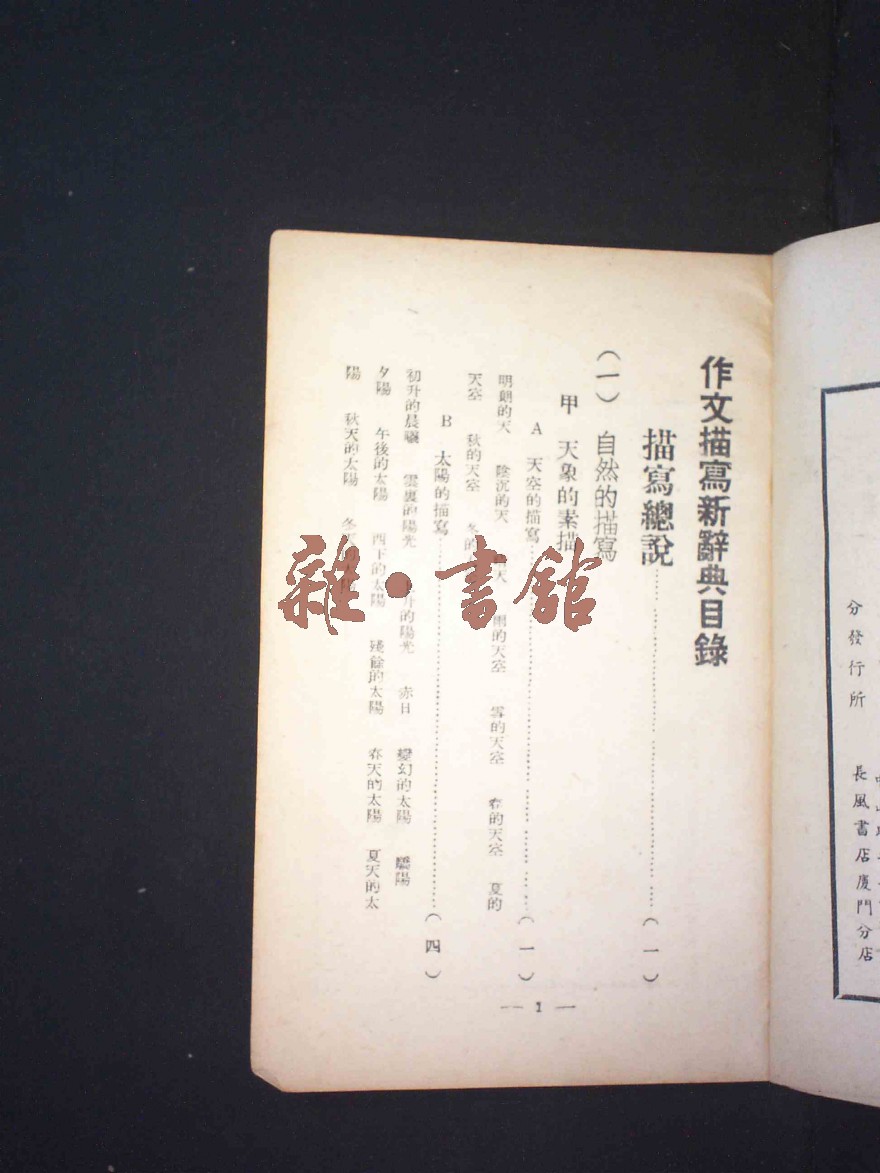 作文描寫新辭典目錄
描寫總說……(一)
(一) 自然的描寫
甲 天象的素描
A 天空的描寫……(一)
明朗的天 陰沉的天 天 雨的天空 雪的天空 春的天空 夏的
天空 秋的天空 冬的
B 太陽的描寫……(四)
初升的晨曦 雲裏的陽光 升的陽光 赤日 變幻的太陽 驕陽
夕陽 午後的太陽 西下的太陽 殘餘的太陽 春天的太陽 夏天的太
陽 秋天的太陽 冬天
— 1 —
分發行所
長風書店廈門分店
雜·書館